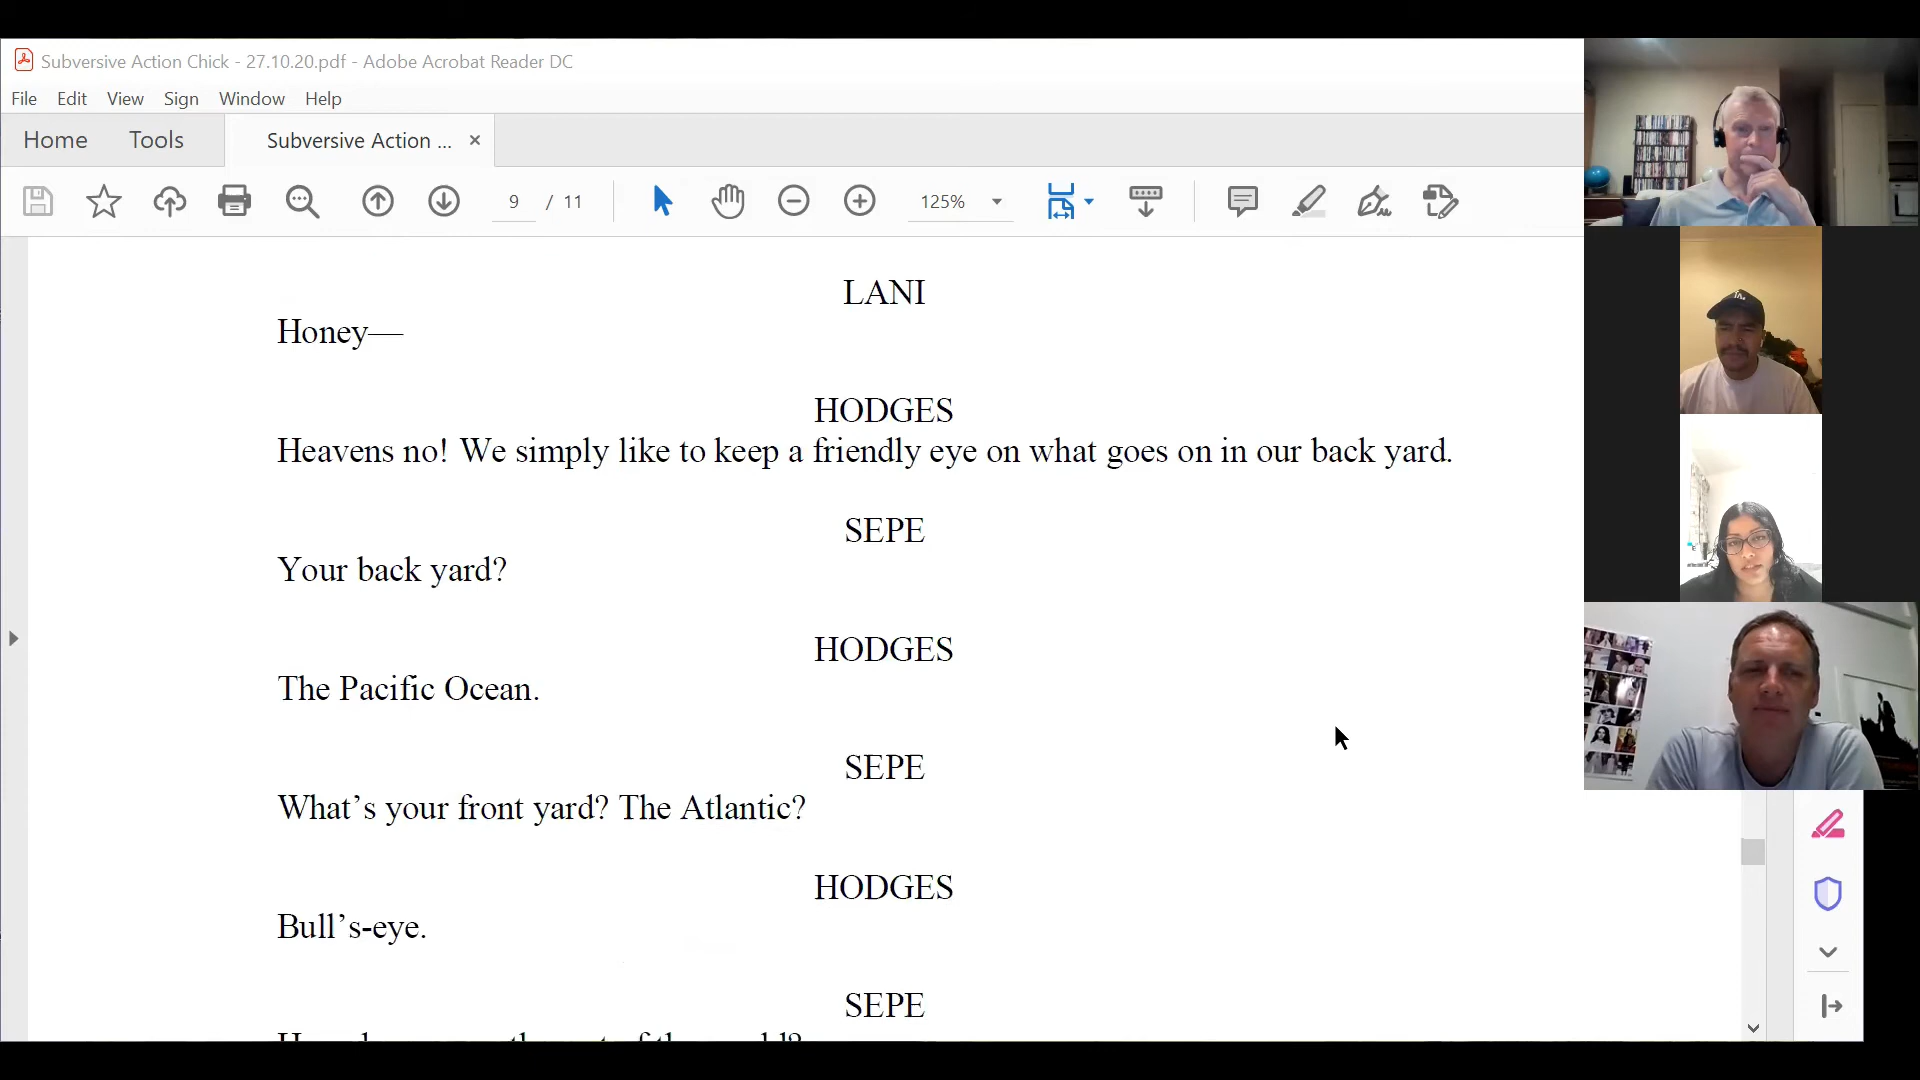 Subversive Action Chick - 27.10.20.pdf - Adobe Acrobat Reader DC
File Edit View Sign Window Help
Home Tools Subversive Action ... ×
9 / 11 125%
LANI
Honey—
HODGES
Heavens no! We simply like to keep a friendly eye on what goes on in our back yard.
SEPE
Your back yard?
HODGES
The Pacific Ocean.
SEPE
What’s your front yard? The Atlantic?
HODGES
Bull’s-eye.
SEPE